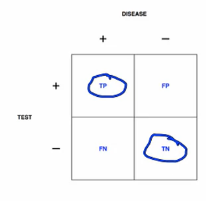 DISEASE
+ −
+ TP FP
TEST
− FN TN